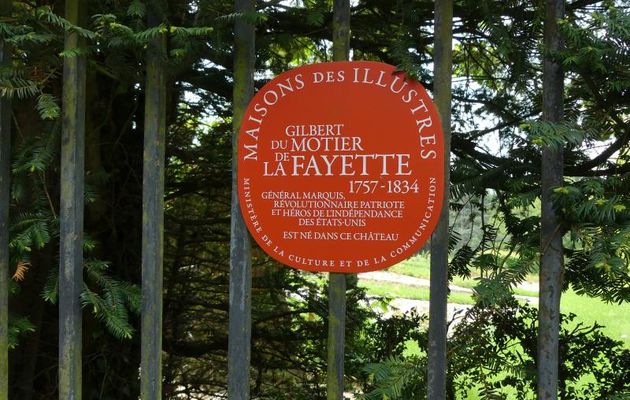 MAISONS DES ILLUSTRES
GILBERT
DU MOTIER
DE
LA FAYETTE
1757-1834
GÉNÉRAL MARQUIS,
RÉVOLUTIONNAIRE PATRIOTE
ET HÉROS DE L'INDÉPENDANCE
DES ÉTATS-UNIS
EST NÉ DANS CE CHÂTEAU
MINISTÈRE DE LA CULTURE ET DE LA COMMUNICATION